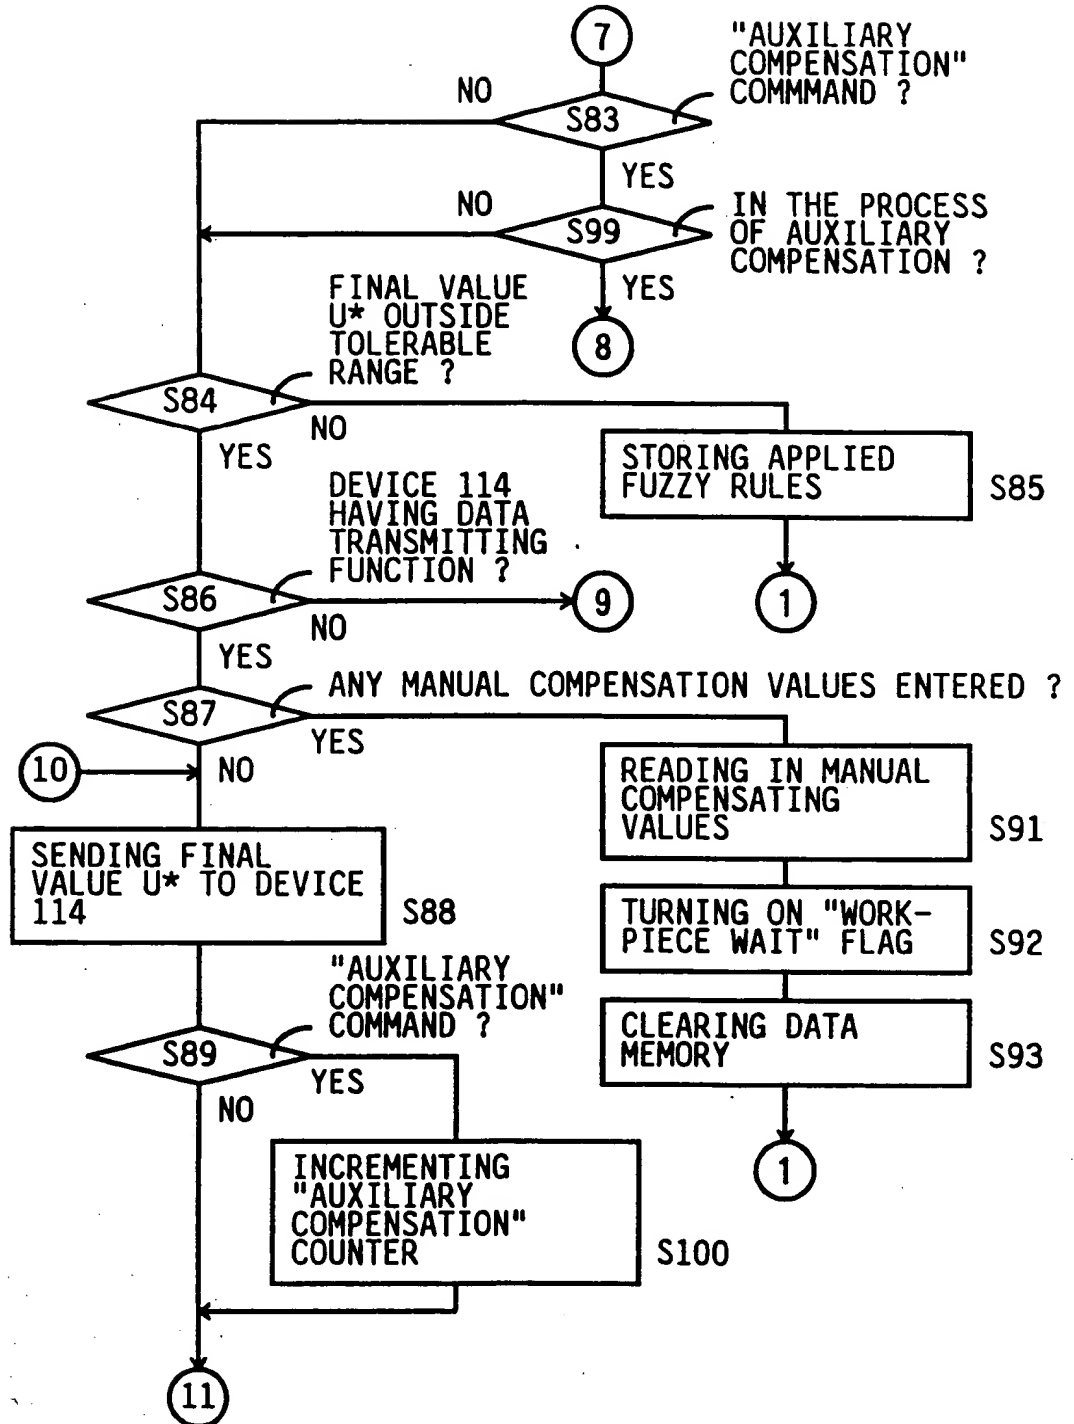 7
"AUXILIARY
COMPENSATION"
COMMMAND ?
NO
S83
YES
NO
S99
IN THE PROCESS
OF AUXILIARY
COMPENSATION ?
YES
8
FINAL VALUE
U* OUTSIDE
TOLERABLE
RANGE ?
S84
NO
YES
STORING APPLIED
FUZZY RULES
S85
1
DEVICE 114
HAVING DATA
TRANSMITTING
FUNCTION ?
S86
NO
9
YES
ANY MANUAL COMPENSATION VALUES ENTERED ?
S87
YES
10
NO
READING IN MANUAL
COMPENSATING
VALUES
S91
SENDING FINAL
VALUE U* TO DEVICE
114
S88
TURNING ON "WORK-
PIECE WAIT" FLAG
S92
"AUXILIARY
COMPENSATION"
COMMAND ?
S89
YES
NO
CLEARING DATA
MEMORY
S93
1
INCREMENTING
"AUXILIARY
COMPENSATION"
COUNTER
S100
11